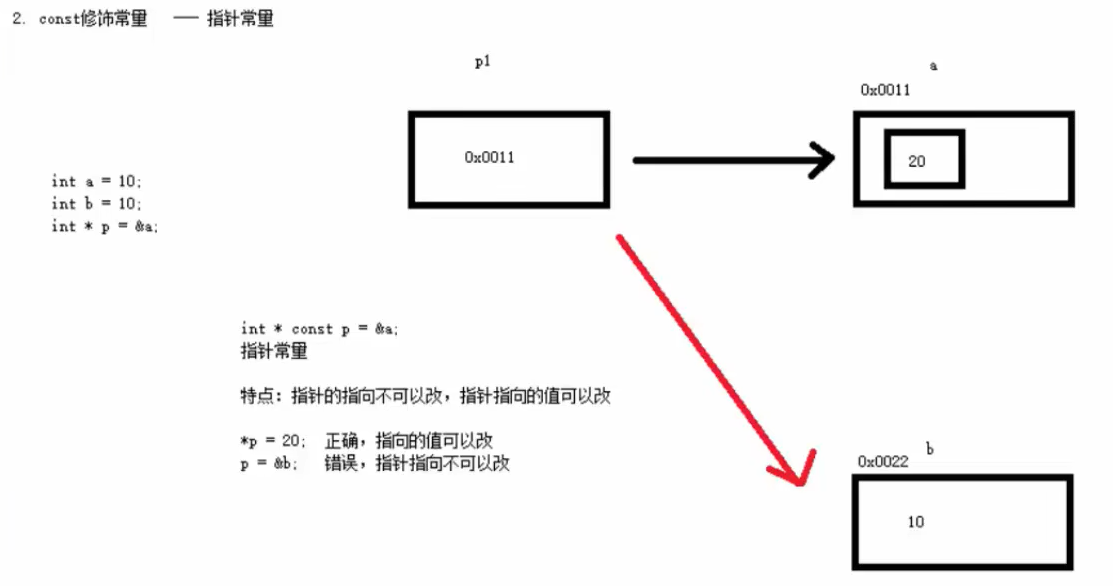 2. const修饰常量 —— 指针常量
p1
a
0x0011
0x0011
20
int a = 10;
int b = 10;
int * p = &a;
int * const p = &a;
指针常量
特点：指针的指向不可以改，指针指向的值可以改
*p = 20; 正确，指向的值可以改
p = &b; 错误，指针指向不可以改
b
0x0022
10